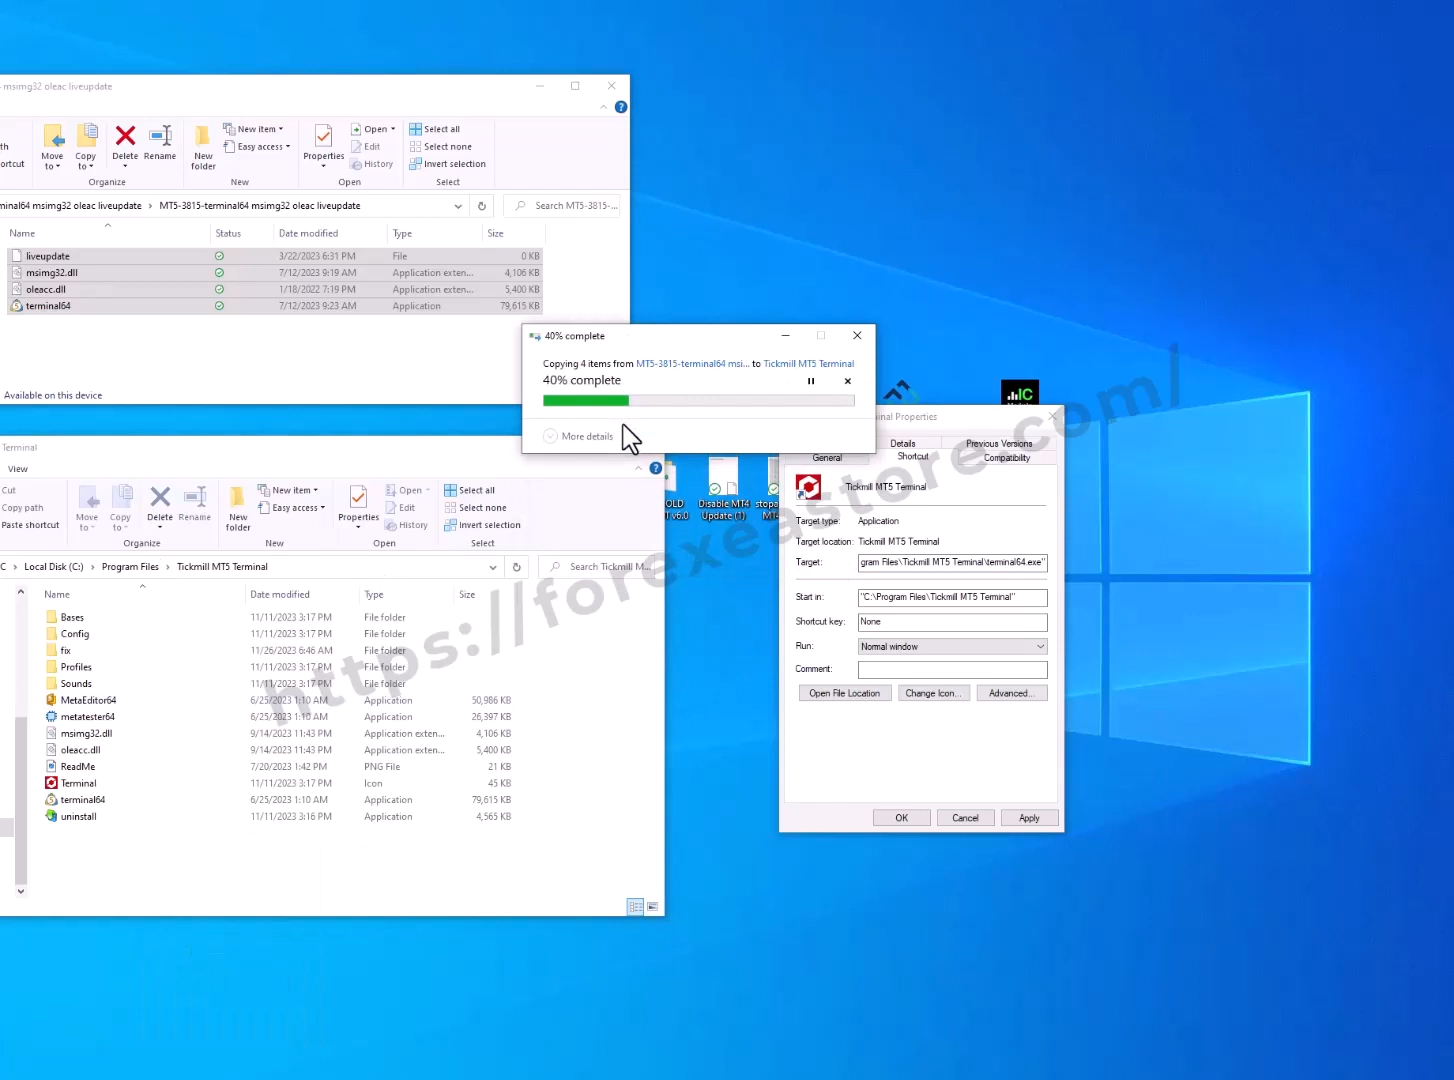 - msimg32 oleac liveupdate
th
ortcut
Move to
Copy to
Delete
Rename
New folder
New item
Easy access
Properties
Open
Edit
History
Select all
Select none
Invert selection
Organize
New
Open
Select
minal64 msimg32 oleac liveupdate > MT5-3815-terminal64 msimg32 oleac liveupdate
Search MT5-3815-...
Name Status Date modified Type Size
liveupdate 3/22/2023 6:31 PM File 0 KB
msimg32.dll 7/12/2023 9:19 AM Application exten... 4,106 KB
oleacc.dll 1/18/2022 7:19 PM Application exten... 5,400 KB
terminal64 7/12/2023 9:23 AM Application 79,615 KB
Available on this device
40% complete
Copying 4 items from MT5-3815-terminal64 msi... to Tickmill MT5 Terminal
40% complete
More details
IC
OLD
T v6.0
Disable MT4
Update (1)
stopa
MT4
Terminal
View
Cut
Copy path
Paste shortcut
Move to
Copy to
Delete
Rename
New folder
New item
Easy access
Properties
Open
Edit
History
Select all
Select none
Invert selection
Organize
New
Open
Select
C > Local Disk (C:) > Program Files > Tickmill MT5 Terminal
Search Tickmill M...
Name Date modified Type Size
Bases 11/11/2023 3:17 PM File folder
Config 11/11/2023 3:17 PM File folder
fix 11/26/2023 6:46 AM File folder
Profiles 11/11/2023 3:17 PM File folder
Sounds 11/11/2023 3:17 PM File folder
MetaEditor64 6/25/2023 1:10 AM Application 50,986 KB
metatester64 6/25/2023 1:10 AM Application 26,397 KB
msimg32.dll 9/14/2023 11:43 PM Application exten... 4,106 KB
oleacc.dll 9/14/2023 11:43 PM Application exten... 5,400 KB
ReadMe 7/20/2023 1:42 PM PNG File 21 KB
Terminal 11/11/2023 3:17 PM Icon 45 KB
terminal64 6/25/2023 1:10 AM Application 79,615 KB
uninstall 11/11/2023 3:16 PM Application 4,565 KB
inal Properties
Details Previous Versions
General Shortcut Compatibility
Tickmill MT5 Terminal
Target type: Application
Target location: Tickmill MT5 Terminal
Target: gram Files\Tickmill MT5 Terminal\terminal64.exe"
Start in: "C:\Program Files\Tickmill MT5 Terminal"
Shortcut key: None
Run: Normal window
Comment:
Open File Location Change Icon... Advanced...
OK Cancel Apply
https://forexeastore.com/